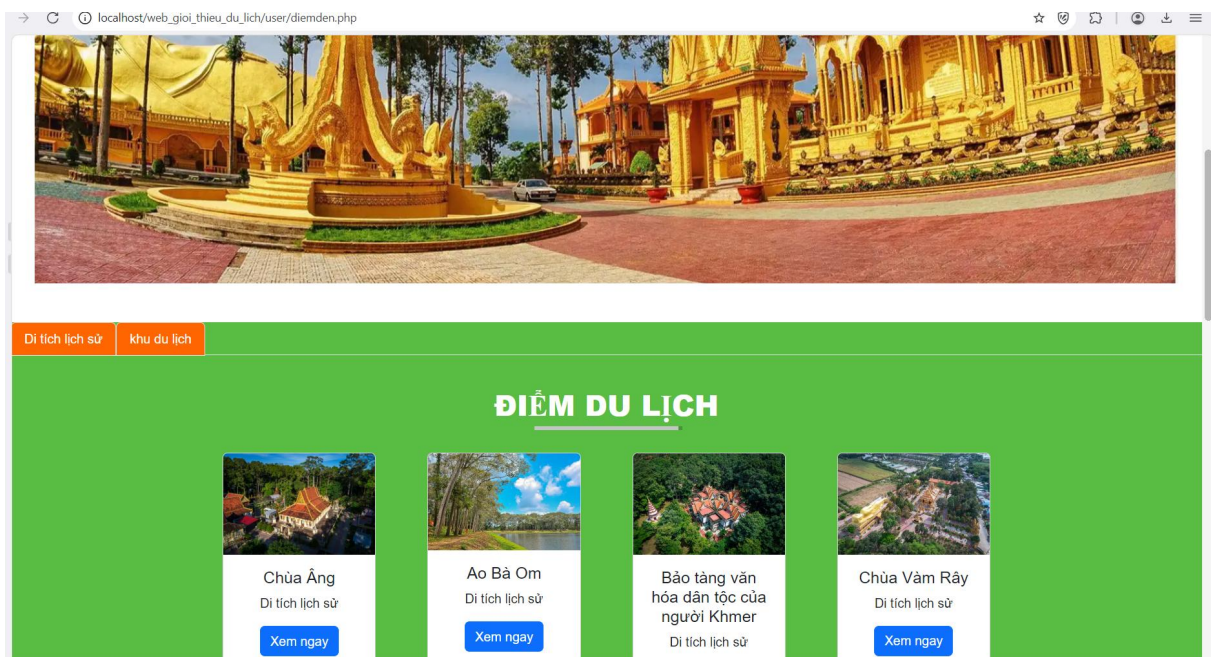 localhost/web_gioi_thieu_du_lich/user/diemden.php
Di tích lịch sử khu du lịch
ĐIỂM DU LỊCH
Chùa Âng
Di tích lịch sử
Xem ngay
Ao Bà Om
Di tích lịch sử
Xem ngay
Bảo tàng văn
hóa dân tộc của
người Khmer
Di tích lịch sử
Chùa Vàm Rây
Di tích lịch sử
Xem ngay